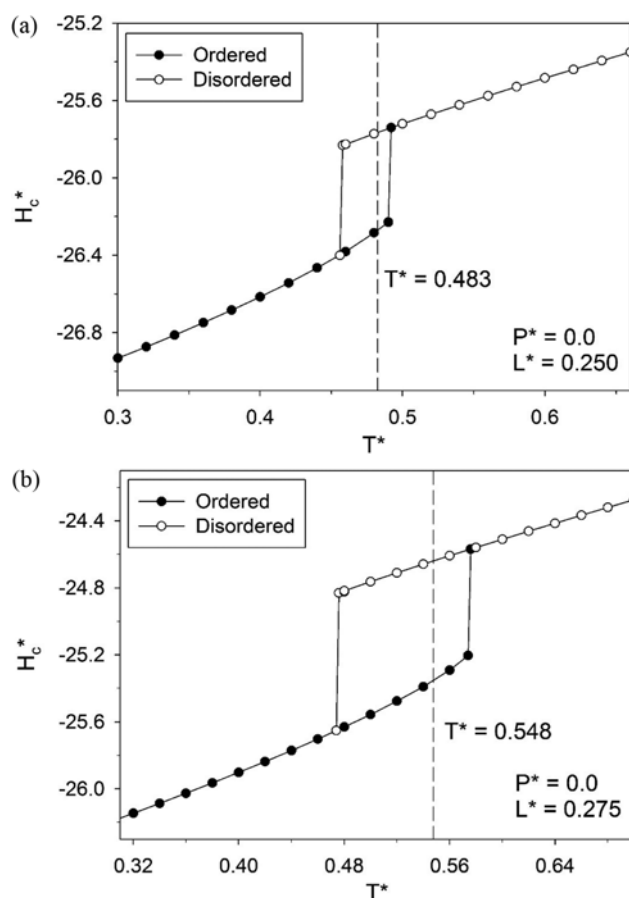 (a)
-25.2
Ordered
Disordered
-25.6
-26.0
H_c*
-26.4
T* = 0.483
-26.8
P* = 0.0
L* = 0.250
0.3 0.4 0.5 0.6
T*
(b)
Ordered
Disordered
-24.4
-24.8
H_c*
-25.2
-25.6
T* = 0.548
-26.0
P* = 0.0
L* = 0.275
0.32 0.40 0.48 0.56 0.64
T*